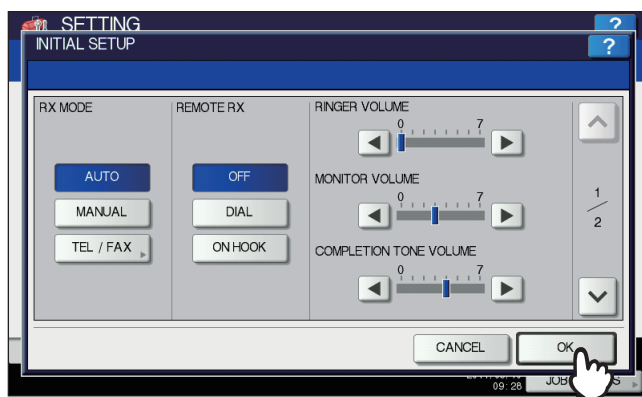 SETTING
?
INITIAL SETUP
?
RX MODE
AUTO
MANUAL
TEL / FAX
REMOTE RX
OFF
DIAL
ON HOOK
RINGER VOLUME
0 7
MONITOR VOLUME
0 7
COMPLETION TONE VOLUME
0 7
1
2
CANCEL
OK
09:28
JOB